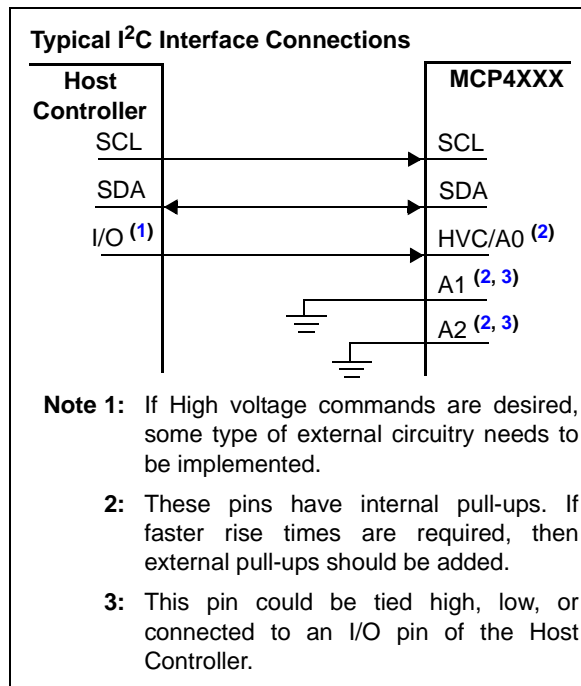 Typical I2C Interface Connections
Host
Controller
MCP4XXX
SCL
SCL
SDA
SDA
I/O (1)
HVC/A0 (2)
A1 (2, 3)
A2 (2, 3)
Note 1: If High voltage commands are desired,
some type of external circuitry needs to
be implemented.
2: These pins have internal pull-ups. If
faster rise times are required, then
external pull-ups should be added.
3: This pin could be tied high, low, or
connected to an I/O pin of the Host
Controller.